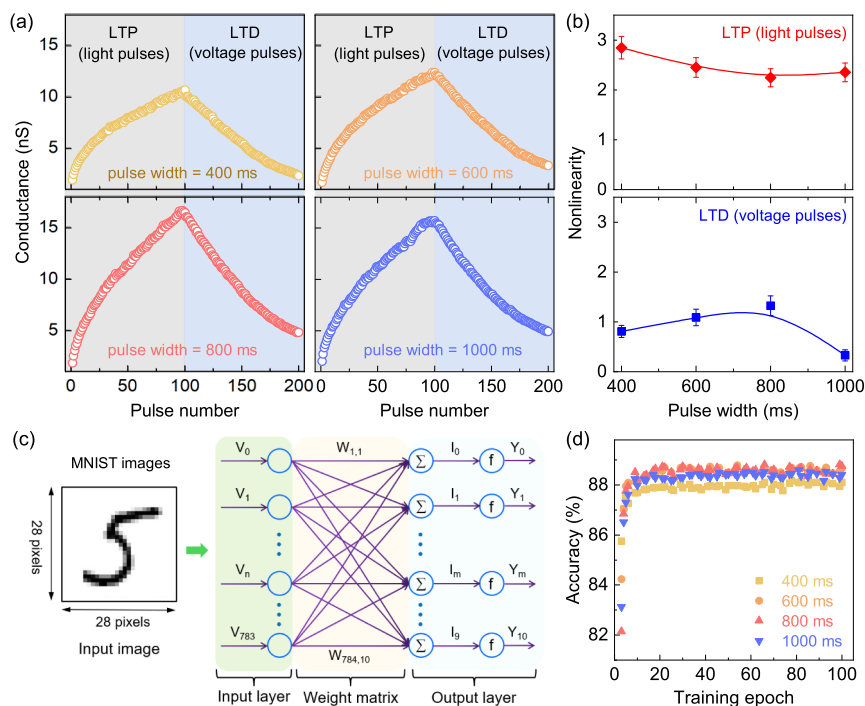 (a)
LTP
(light pulses)
LTD
(voltage pulses)
LTP
(light pulses)
LTD
(voltage pulses)
15
10
5
pulse width = 400 ms
pulse width = 600 ms
15
10
5
pulse width = 800 ms
pulse width = 1000 ms
Conductance (nS)
0 50 100 150 200
0 50 100 150 200
Pulse number
Pulse number
(b)
3
2
1
0
LTP (light pulses)
3
2
1
0
LTD (voltage pulses)
Nonlinearity
400 600 800 1000
Pulse width (ms)
(c)
MNIST images
28 pixels
28 pixels
Input image
V0
V1
Vn
V783
W1,1
W784,10
Σ
Σ
Σ
Σ
I0
I1
Im
I9
f
f
f
f
Y0
Y1
Ym
Y10
Input layer
Weight matrix
Output layer
(d)
88
86
84
82
Accuracy (%)
400 ms
600 ms
800 ms
1000 ms
0 20 40 60 80 100
Training epoch